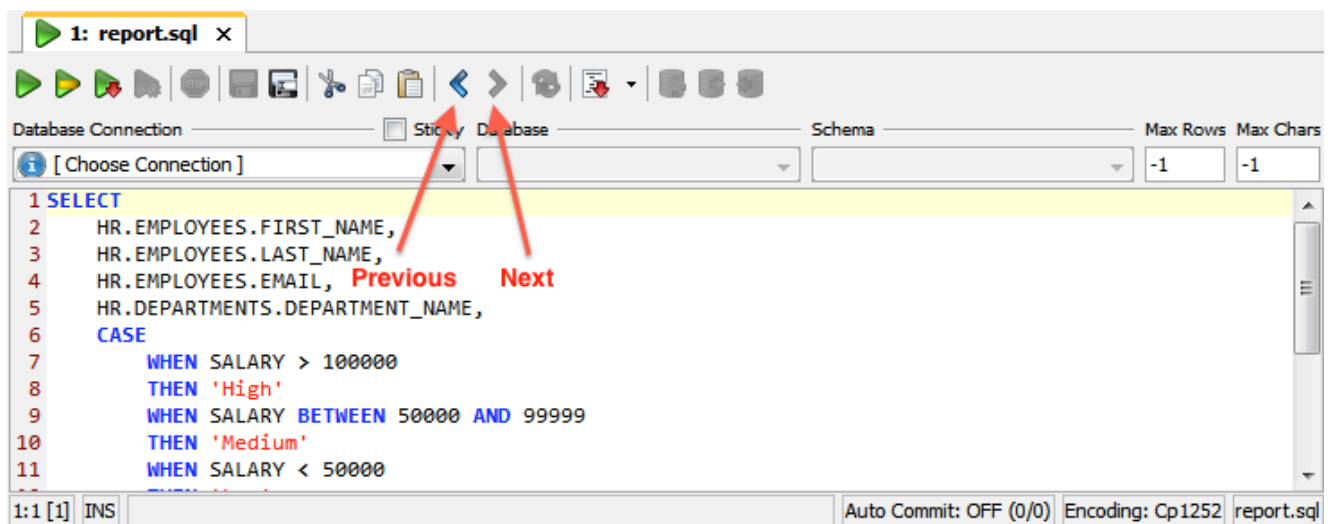 1: report.sql
Database Connection Sticky Database Schema Max Rows Max Chars
[ Choose Connection ] -1 -1
1 SELECT
2 HR.EMPLOYEES.FIRST_NAME,
3 HR.EMPLOYEES.LAST_NAME,
4 HR.EMPLOYEES.EMAIL, Previous Next
5 HR.DEPARTMENTS.DEPARTMENT_NAME,
6 CASE
7 WHEN SALARY > 100000
8 THEN 'High'
9 WHEN SALARY BETWEEN 50000 AND 99999
10 THEN 'Medium'
11 WHEN SALARY < 50000
1:1 [1] INS Auto Commit: OFF (0/0) Encoding: Cp1252 report.sql